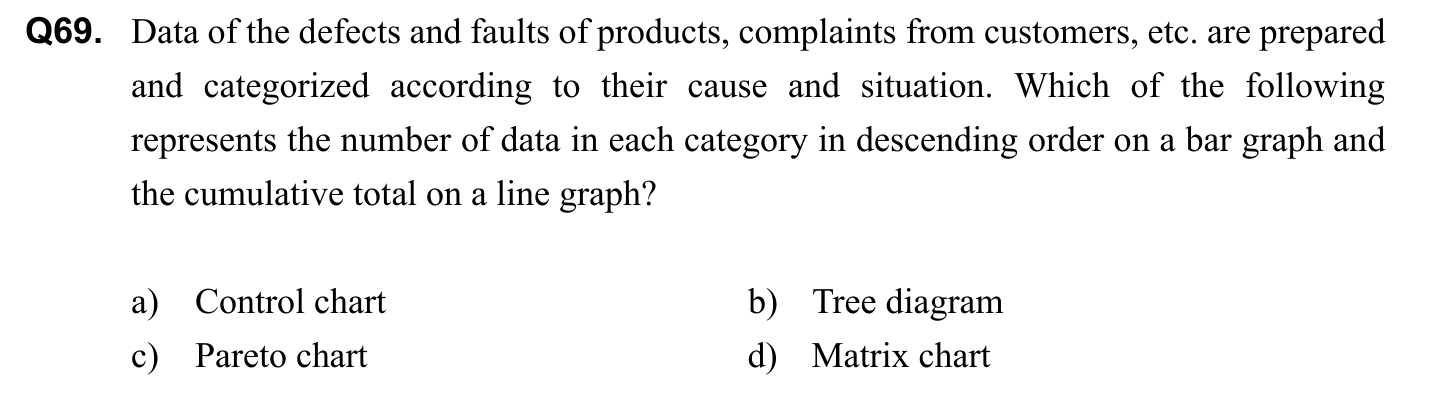 Q69. Data of the defects and faults of products, complaints from customers, etc. are prepared
and categorized according to their cause and situation. Which of the following
represents the number of data in each category in descending order on a bar graph and
the cumulative total on a line graph?
a) Control chart b) Tree diagram
c) Pareto chart d) Matrix chart